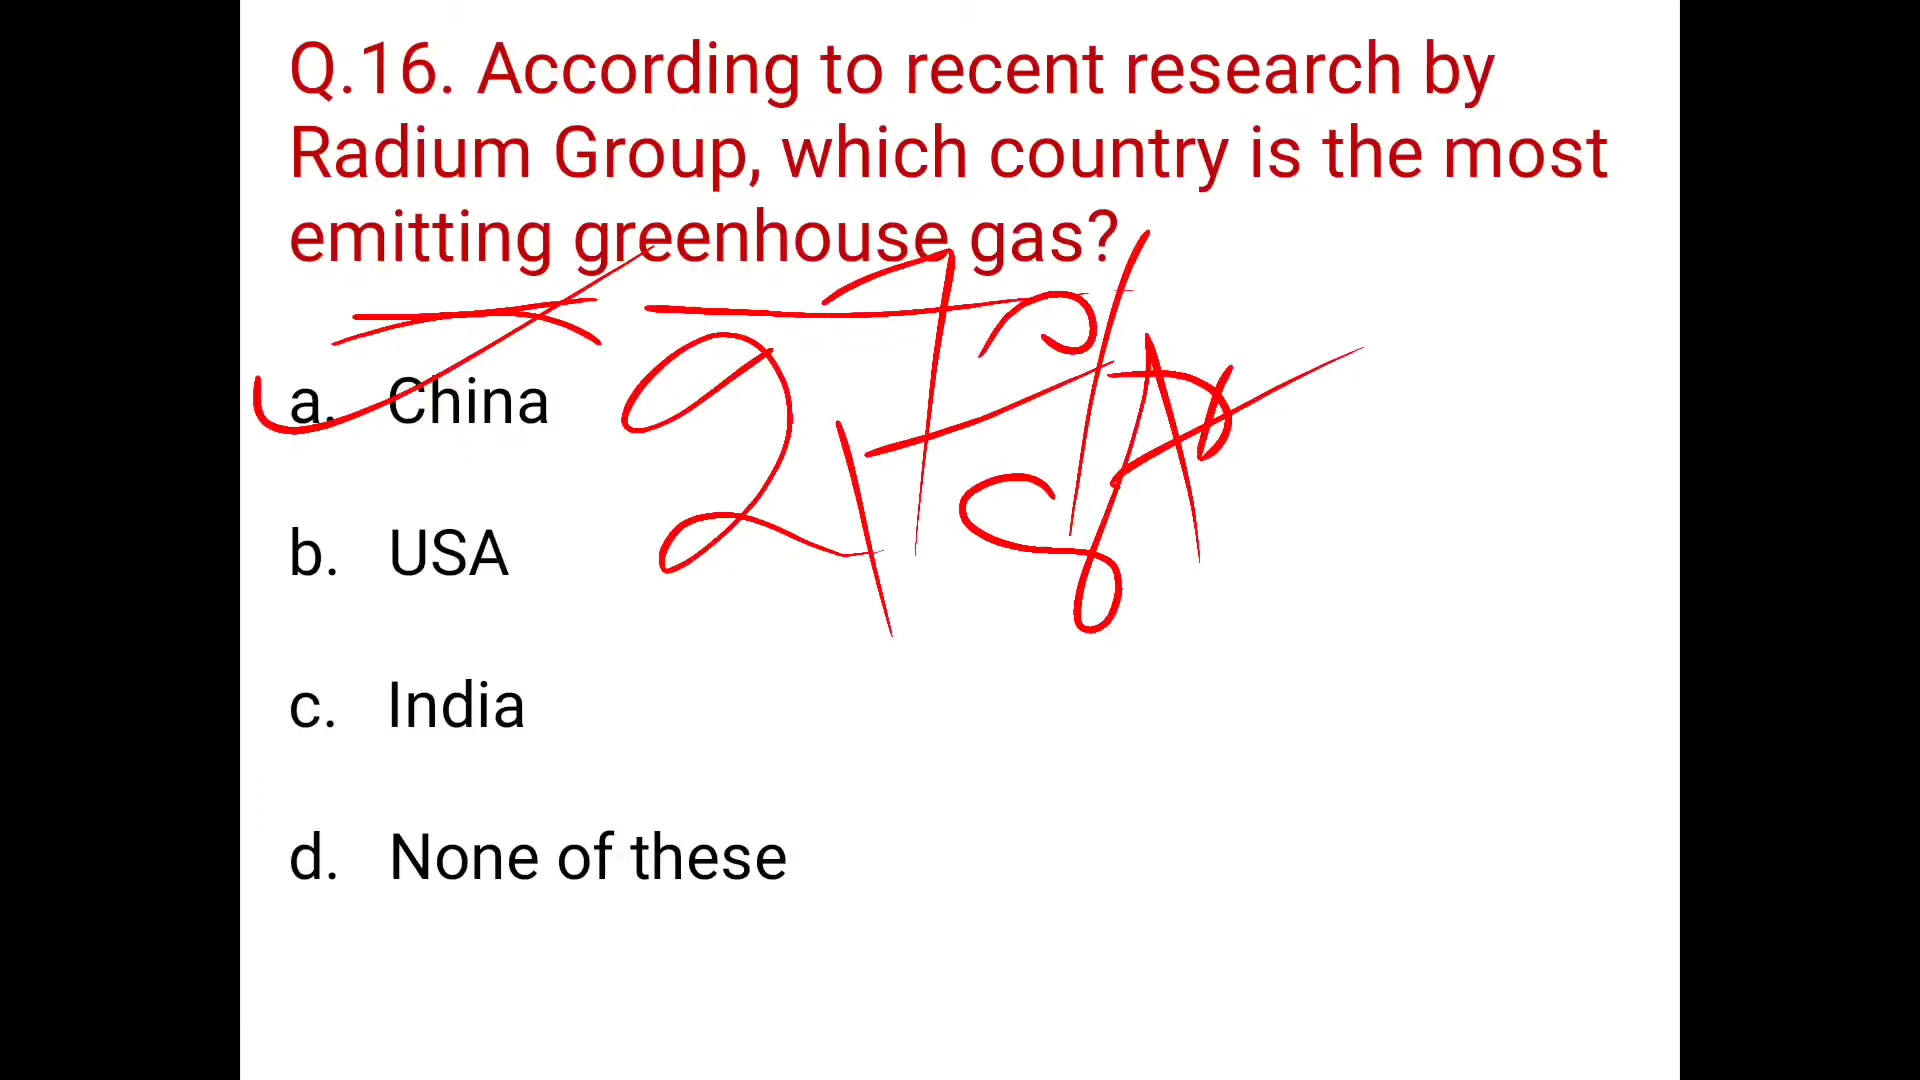 Q.16. According to recent research by
Radium Group, which country is the most
emitting greenhouse gas?
a. China
b. USA
c. India
d. None of these